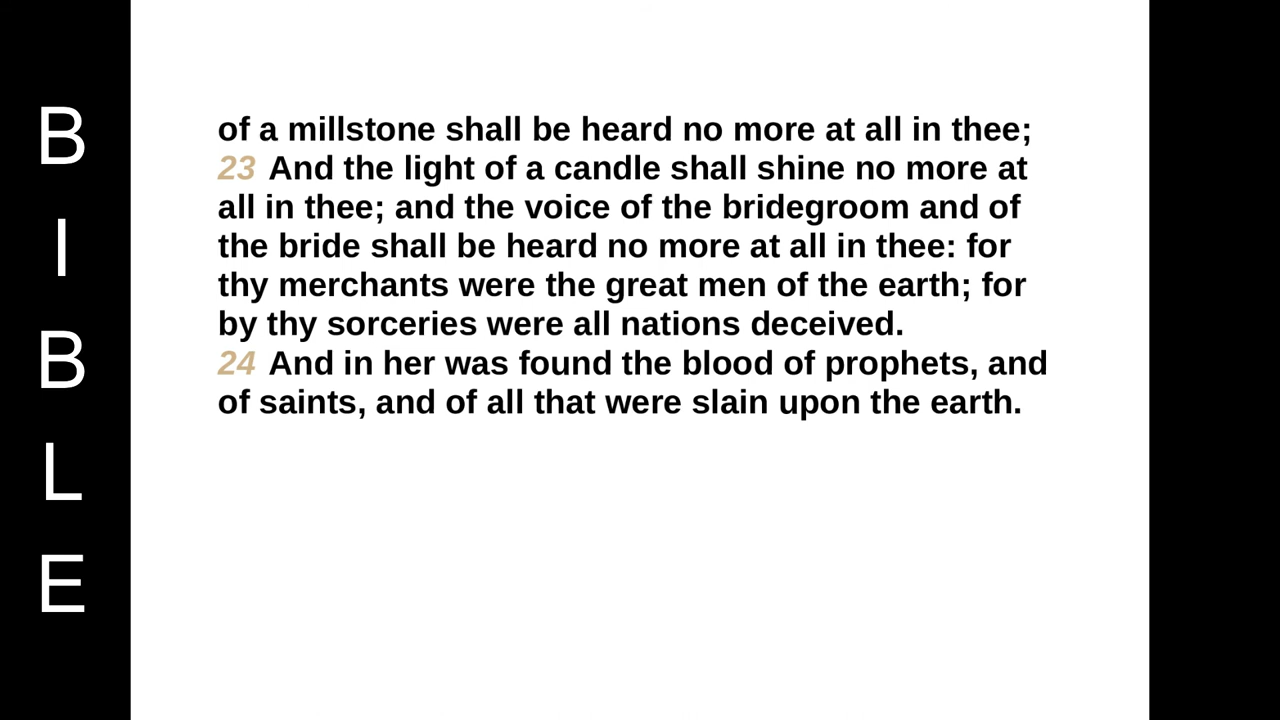 BIBLE
of a millstone shall be heard no more at all in thee;
23 And the light of a candle shall shine no more at
all in thee; and the voice of the bridegroom and of
the bride shall be heard no more at all in thee: for
thy merchants were the great men of the earth; for
by thy sorceries were all nations deceived.
24 And in her was found the blood of prophets, and
of saints, and of all that were slain upon the earth.